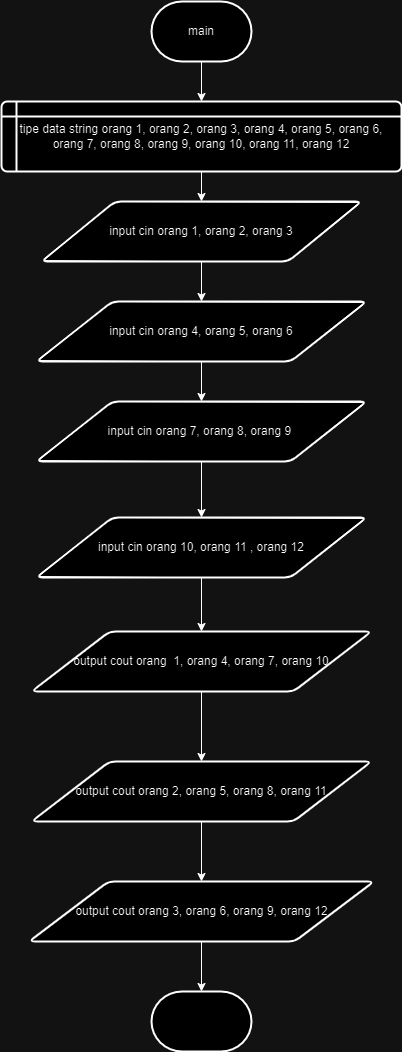 main
tipe data string orang 1, orang 2, orang 3, orang 4, orang 5, orang 6,
orang 7, orang 8, orang 9, orang 10, orang 11, orang 12
input cin orang 1, orang 2, orang 3
input cin orang 4, orang 5, orang 6
input cin orang 7, orang 8, orang 9
input cin orang 10, orang 11 , orang 12
output cout orang  1, orang 4, orang 7, orang 10
output cout orang 2, orang 5, orang 8, orang 11
output cout orang 3, orang 6, orang 9, orang 12